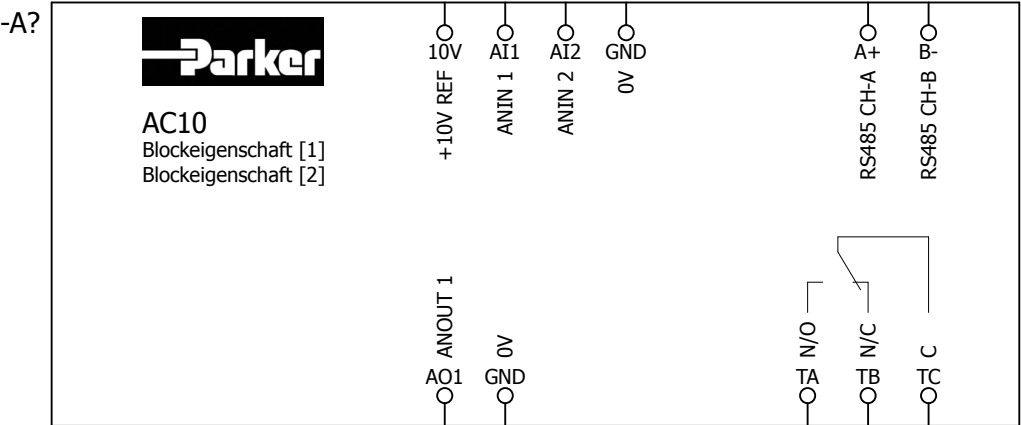 -A?
Parker
AC10
Blockeigenschaft [1]
Blockeigenschaft [2]
10V AI1 AI2 GND A+ B-
+10V REF
ANIN 1
ANIN 2
0V
RS485 CH-A
RS485 CH-B
ANOUT 1
0V
N/O
N/C
C
AO1 GND TA TB TC